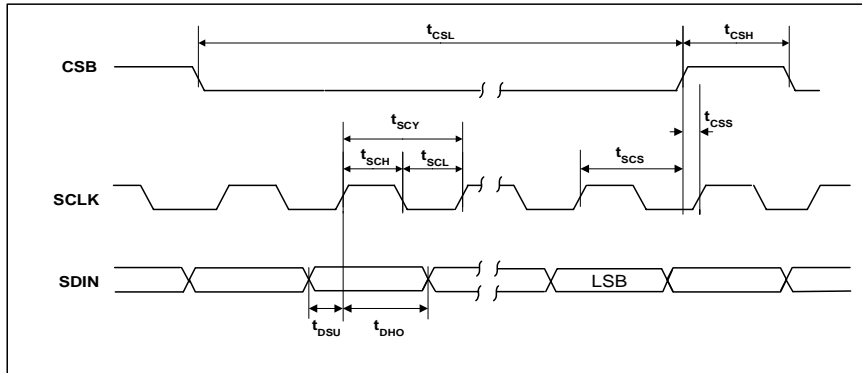 tCSL
tCSH
CSB
tCSS
tSCY
tSCH
tSCL
tSCS
SCLK
SDIN
LSB
tDSU
tDHO